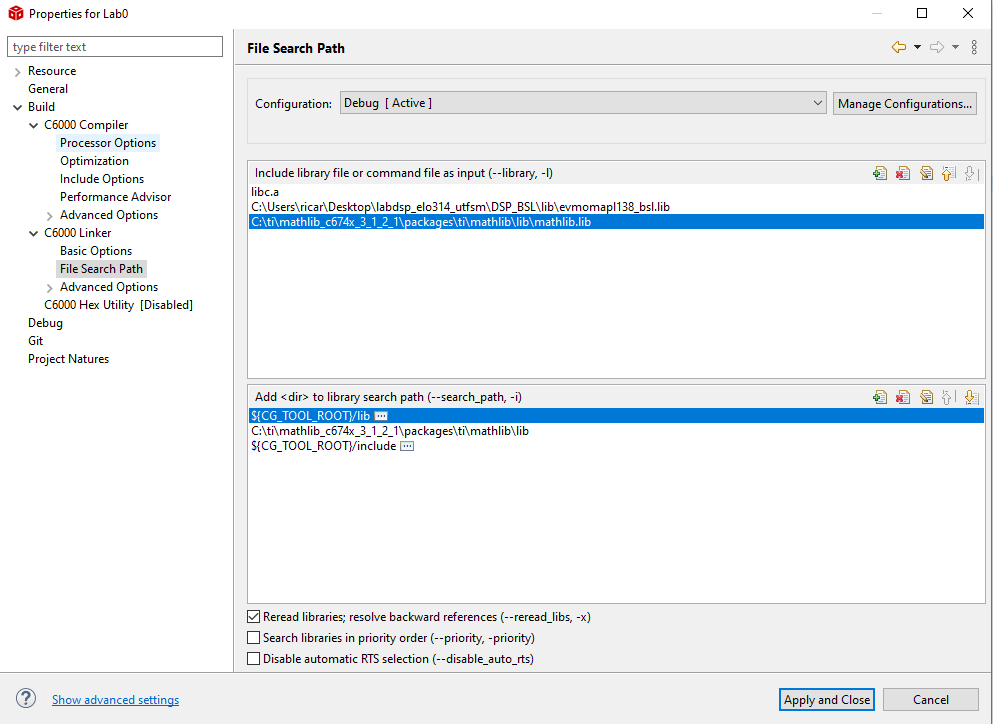 Properties for Lab0
type filter text
Resource
General
Build
C6000 Compiler
Processor Options
Optimization
Include Options
Performance Advisor
Advanced Options
C6000 Linker
Basic Options
File Search Path
Advanced Options
C6000 Hex Utility [Disabled]
Debug
Git
Project Natures
File Search Path
Configuration: Debug [ Active ] Manage Configurations...
Include library file or command file as input (--library, -l)
libc.a
C:\Users\ricar\Desktop\labdsp_elo314_utfsm\DSP_BSL\lib\evmomapl138_bsl.lib
C:\ti\mathlib_c674x_3_1_2_1\packages\ti\mathlib\lib\mathlib.lib
Add <dir> to library search path (--search_path, -i)
${CG_TOOL_ROOT}/lib
C:\ti\mathlib_c674x_3_1_2_1\packages\ti\mathlib\lib
${CG_TOOL_ROOT}/include
Reread libraries; resolve backward references (--reread_libs, -x)
Search libraries in priority order (--priority, -priority)
Disable automatic RTS selection (--disable_auto_rts)
? Show advanced settings Apply and Close Cancel